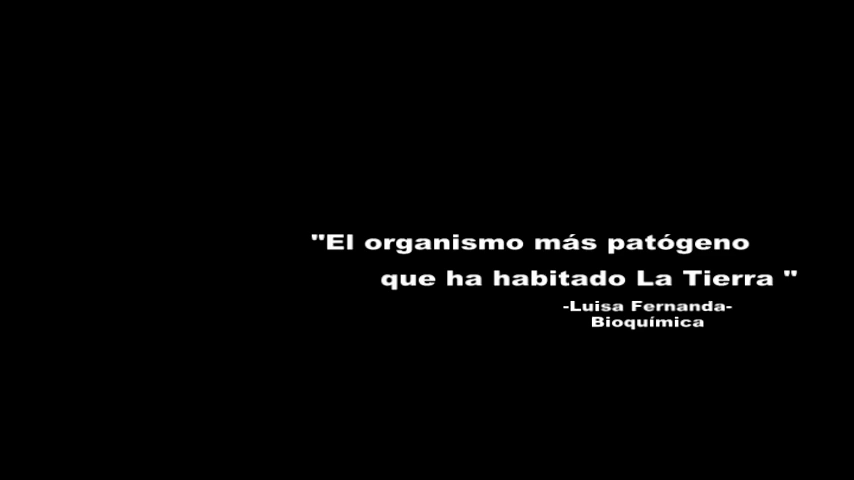 "El organismo más patógeno
que ha habitado La Tierra "
-Luisa Fernanda-
Bioquímica